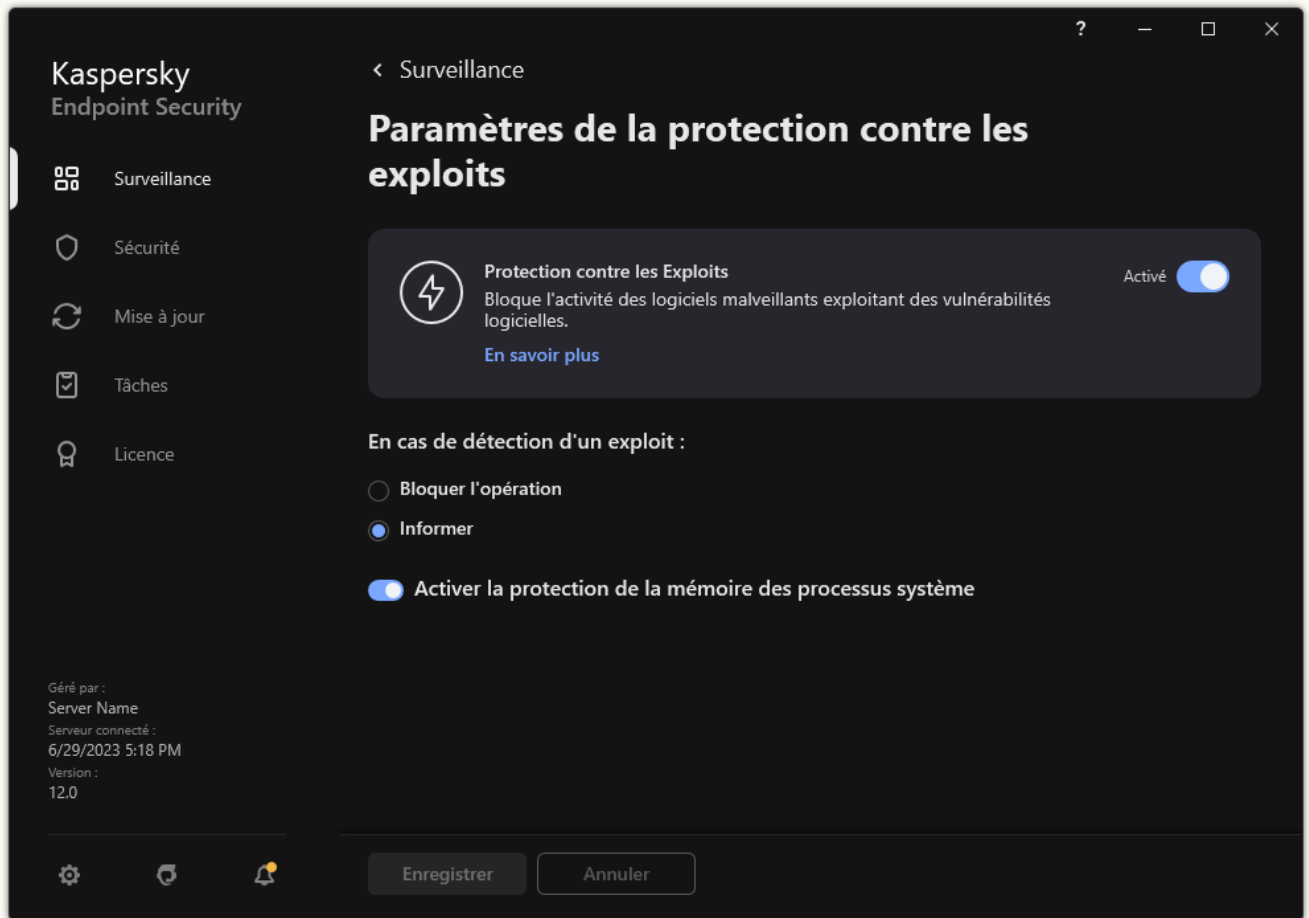 ?
Kaspersky
Endpoint Security
Surveillance
Sécurité
Mise à jour
Tâches
Licence
Géré par :
Server Name
Serveur connecté :
6/29/2023 5:18 PM
Version :
12.0
Surveillance
Paramètres de la protection contre les
exploits
Protection contre les Exploits
Bloque l'activité des logiciels malveillants exploitant des vulnérabilités
logicielles.
En savoir plus
Activé
En cas de détection d'un exploit :
Bloquer l'opération
Informer
Activer la protection de la mémoire des processus système
Enregistrer
Annuler